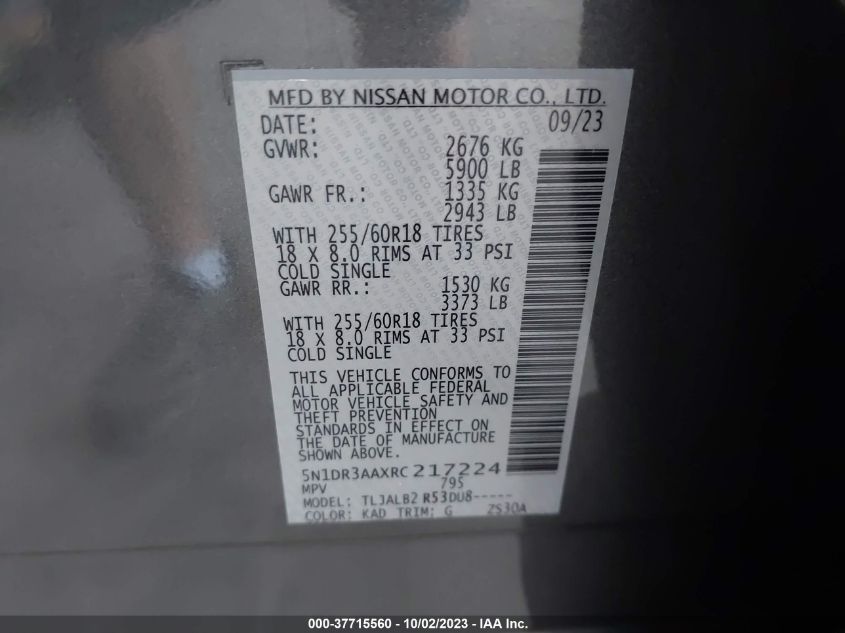 MFD BY NISSAN MOTOR CO., LTD.
DATE: 09/23
GVWR: 2676 KG
5900 LB
GAWR FR.: 1335 KG
2943 LB
WITH 255/60R18 TIRES
18 X 8.0 RIMS AT 33 PSI
COLD SINGLE
GAWR RR.: 1530 KG
3373 LB
WITH 255/60R18 TIRES
18 X 8.0 RIMS AT 33 PSI
COLD SINGLE
THIS VEHICLE CONFORMS TO
ALL APPLICABLE FEDERAL
MOTOR VEHICLE SAFETY AND
THEFT PREVENTION
STANDARDS IN EFFECT ON
THE DATE OF MANUFACTURE
SHOWN ABOVE.
5N1DR3AAXRC217224
MPV 795
MODEL: TLJALB2 R53DU8-----
COLOR: KAD TRIM: G ZS30A
000-37715560 - 10/02/2023 - IAA Inc.